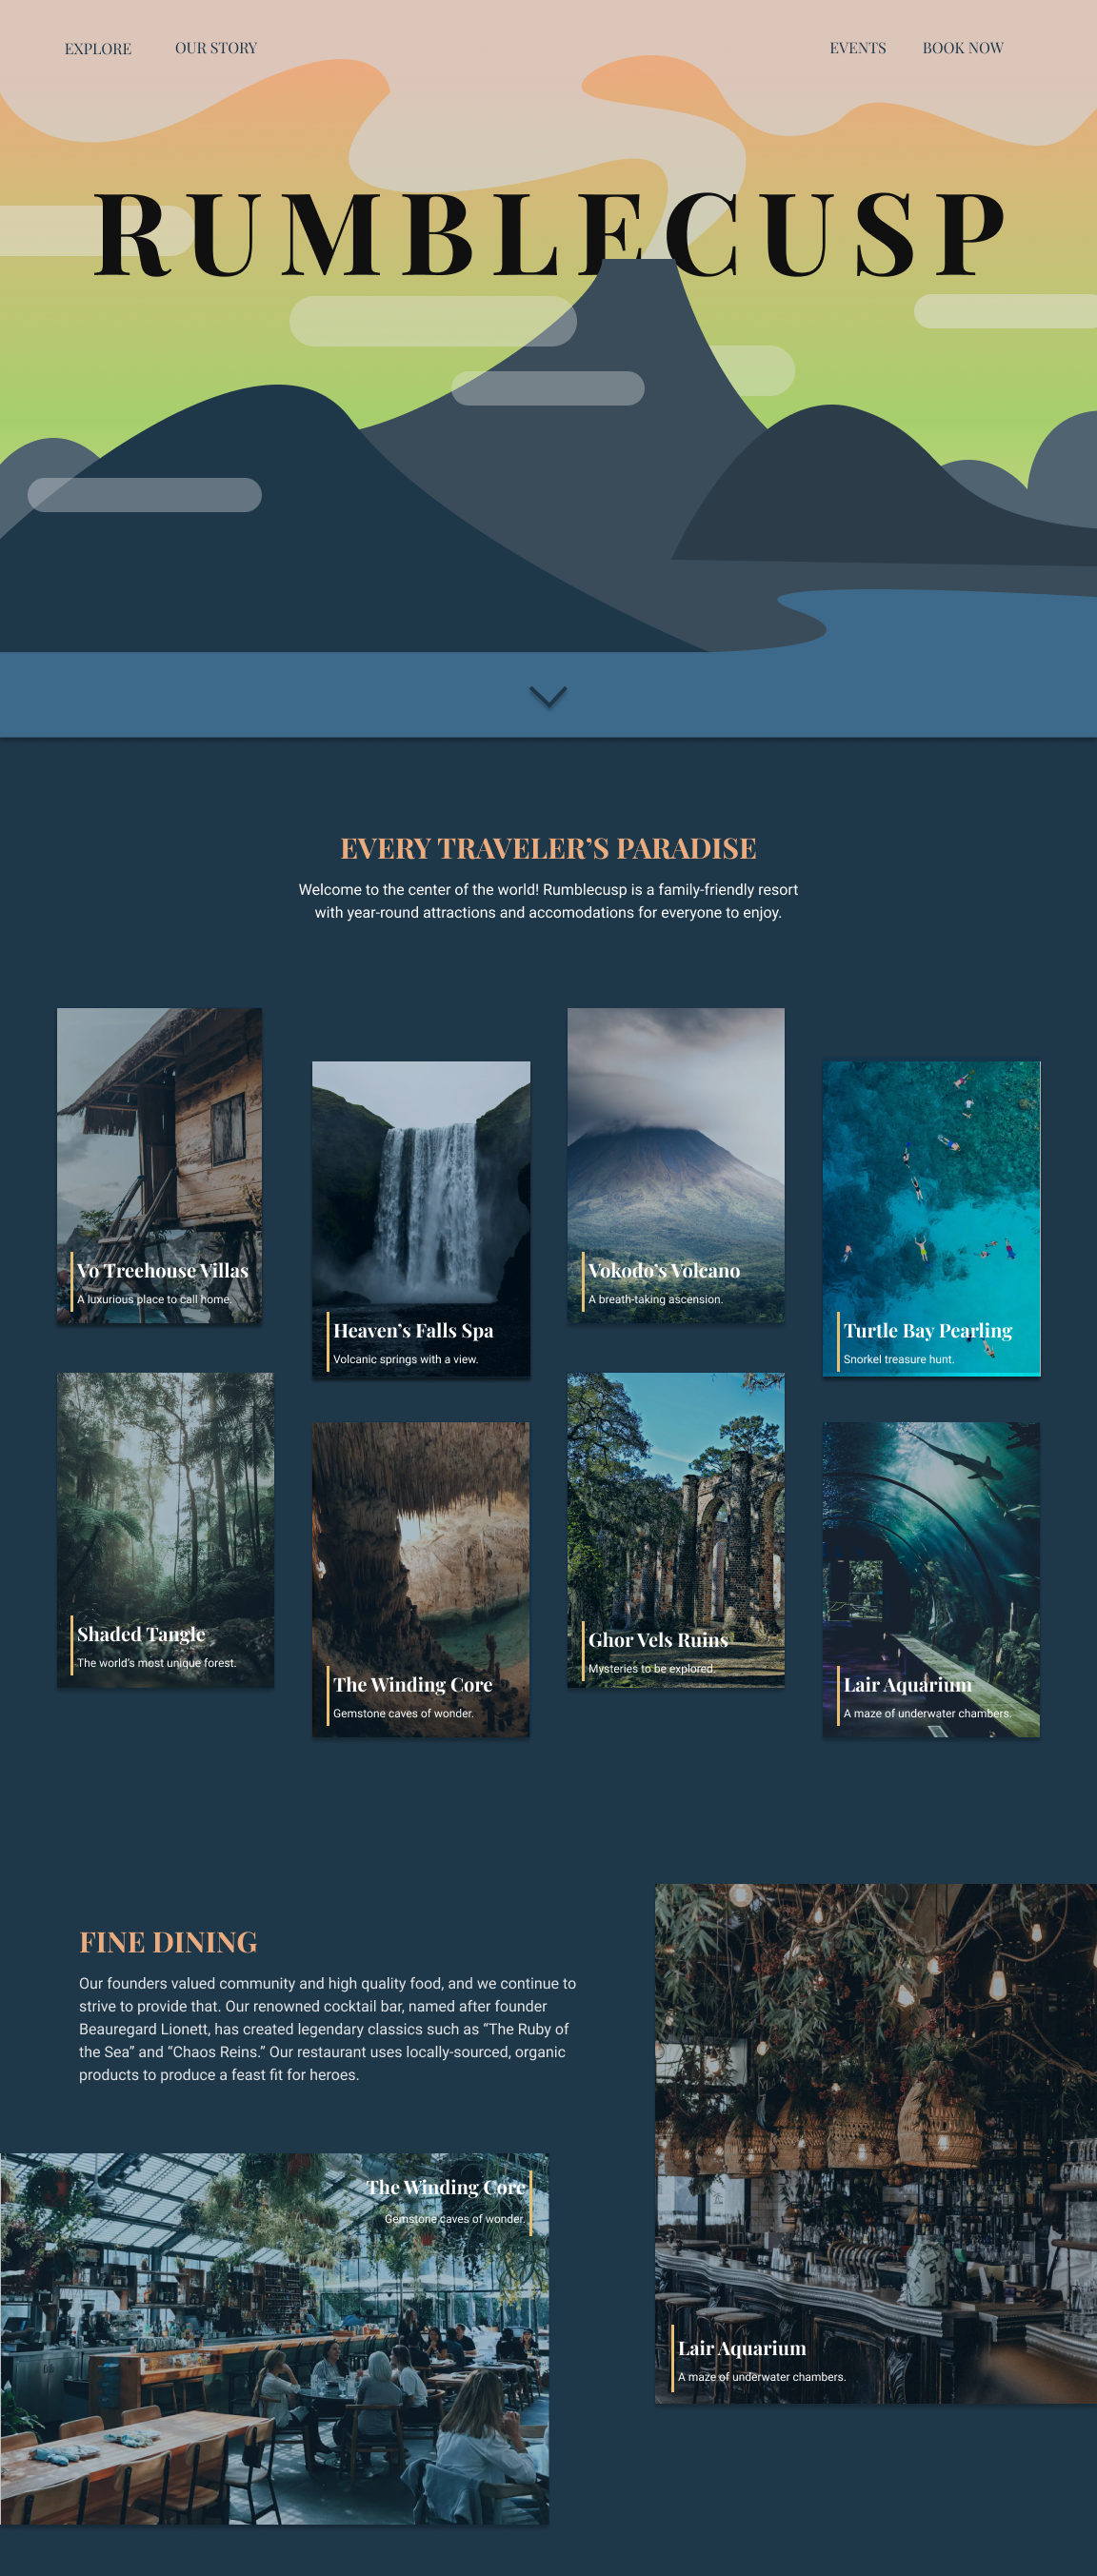 EXPLORE
OUR STORY
EVENTS
BOOK NOW
RUMBLECUSP
EVERY TRAVELER’S PARADISE
Welcome to the center of the world! Rumblecusp is a family-friendly resort
with year-round attractions and accomodations for everyone to enjoy.
Vo Treehouse Villas
A luxurious place to call home.
Heaven’s Falls Spa
Volcanic springs with a view.
Vokodo’s Volcano
A breath-taking ascension.
Turtle Bay Pearling
Snorkel treasure hunt.
Shaded Tangle
The world’s most unique forest.
The Winding Core
Gemstone caves of wonder.
Ghor Vels Ruins
Mysteries to be explored.
Lair Aquarium
A maze of underwater chambers.
FINE DINING
Our founders valued community and high quality food, and we continue to
strive to provide that. Our renowned cocktail bar, named after founder
Beauregard Lionett, has created legendary classics such as “The Ruby of
the Sea” and “Chaos Reins.” Our restaurant uses locally-sourced, organic
products to produce a feast fit for heroes.
The Winding Core
Gemstone caves of wonder.
Lair Aquarium
A maze of underwater chambers.